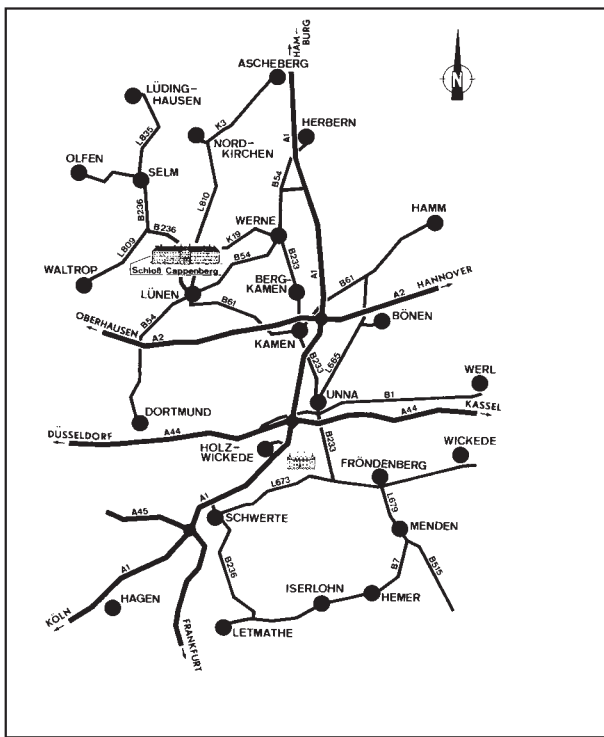 HAM-
BURG
ASCHEBERG
N
LÜDING-
HAUSEN
K3
A1
HERBERN
NORD-
KIRCHEN
L835
OLFEN
SELM
B54
L810
B236
HAMM
B236
WERNE
K19
L809
B233
B54
A1
Schloß Cappenberg
WALTROP
BERG-
KAMEN
B61
HANNOVER
LÜNEN
A2
B61
B54
OBERHAUSEN
BÖNEN
A2
KAMEN
B233
L665
WERL
UNNA
B1
KASSEL
DORTMUND
A44
DÜSSELDORF
A44
B233
WICKEDE
HOLZ-
WICKEDE
FRÖNDENBERG
L673
L679
A1
A45
SCHWERTE
MENDEN
B236
B7
B515
A1
ISERLOHN
HEMER
HAGEN
KÖLN
LETMATHE
FRANKFURT